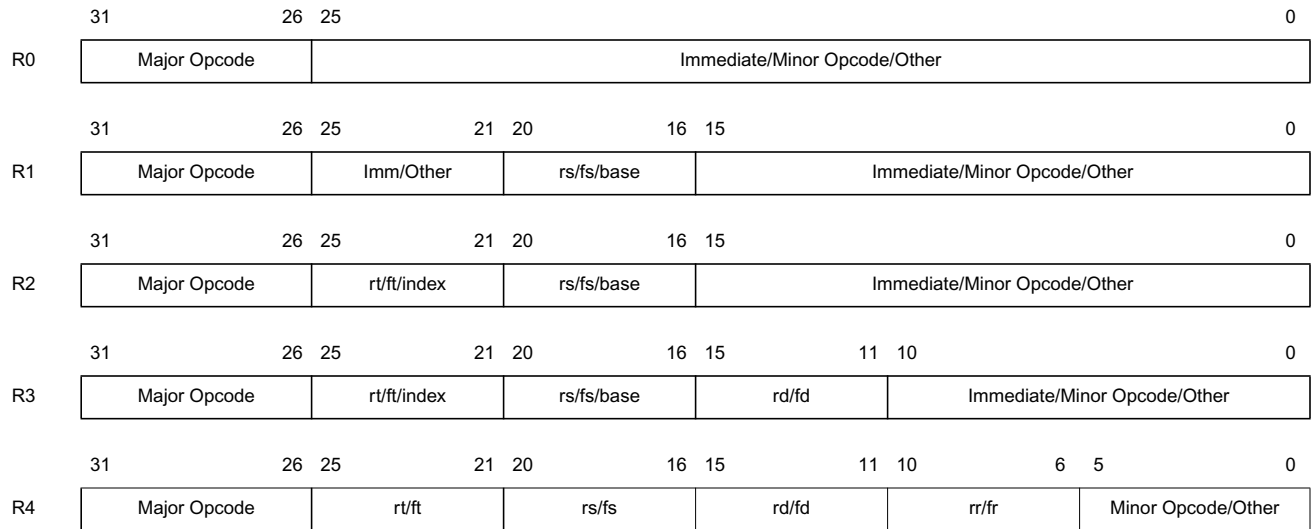 31 26 25 0
R0 Major Opcode Immediate/Minor Opcode/Other
31 26 25 21 20 16 15 0
R1 Major Opcode Imm/Other rs/fs/base Immediate/Minor Opcode/Other
31 26 25 21 20 16 15 0
R2 Major Opcode rt/ft/index rs/fs/base Immediate/Minor Opcode/Other
31 26 25 21 20 16 15 11 10 0
R3 Major Opcode rt/ft/index rs/fs/base rd/fd Immediate/Minor Opcode/Other
31 26 25 21 20 16 15 11 10 6 5 0
R4 Major Opcode rt/ft rs/fs rd/fd rr/fr Minor Opcode/Other